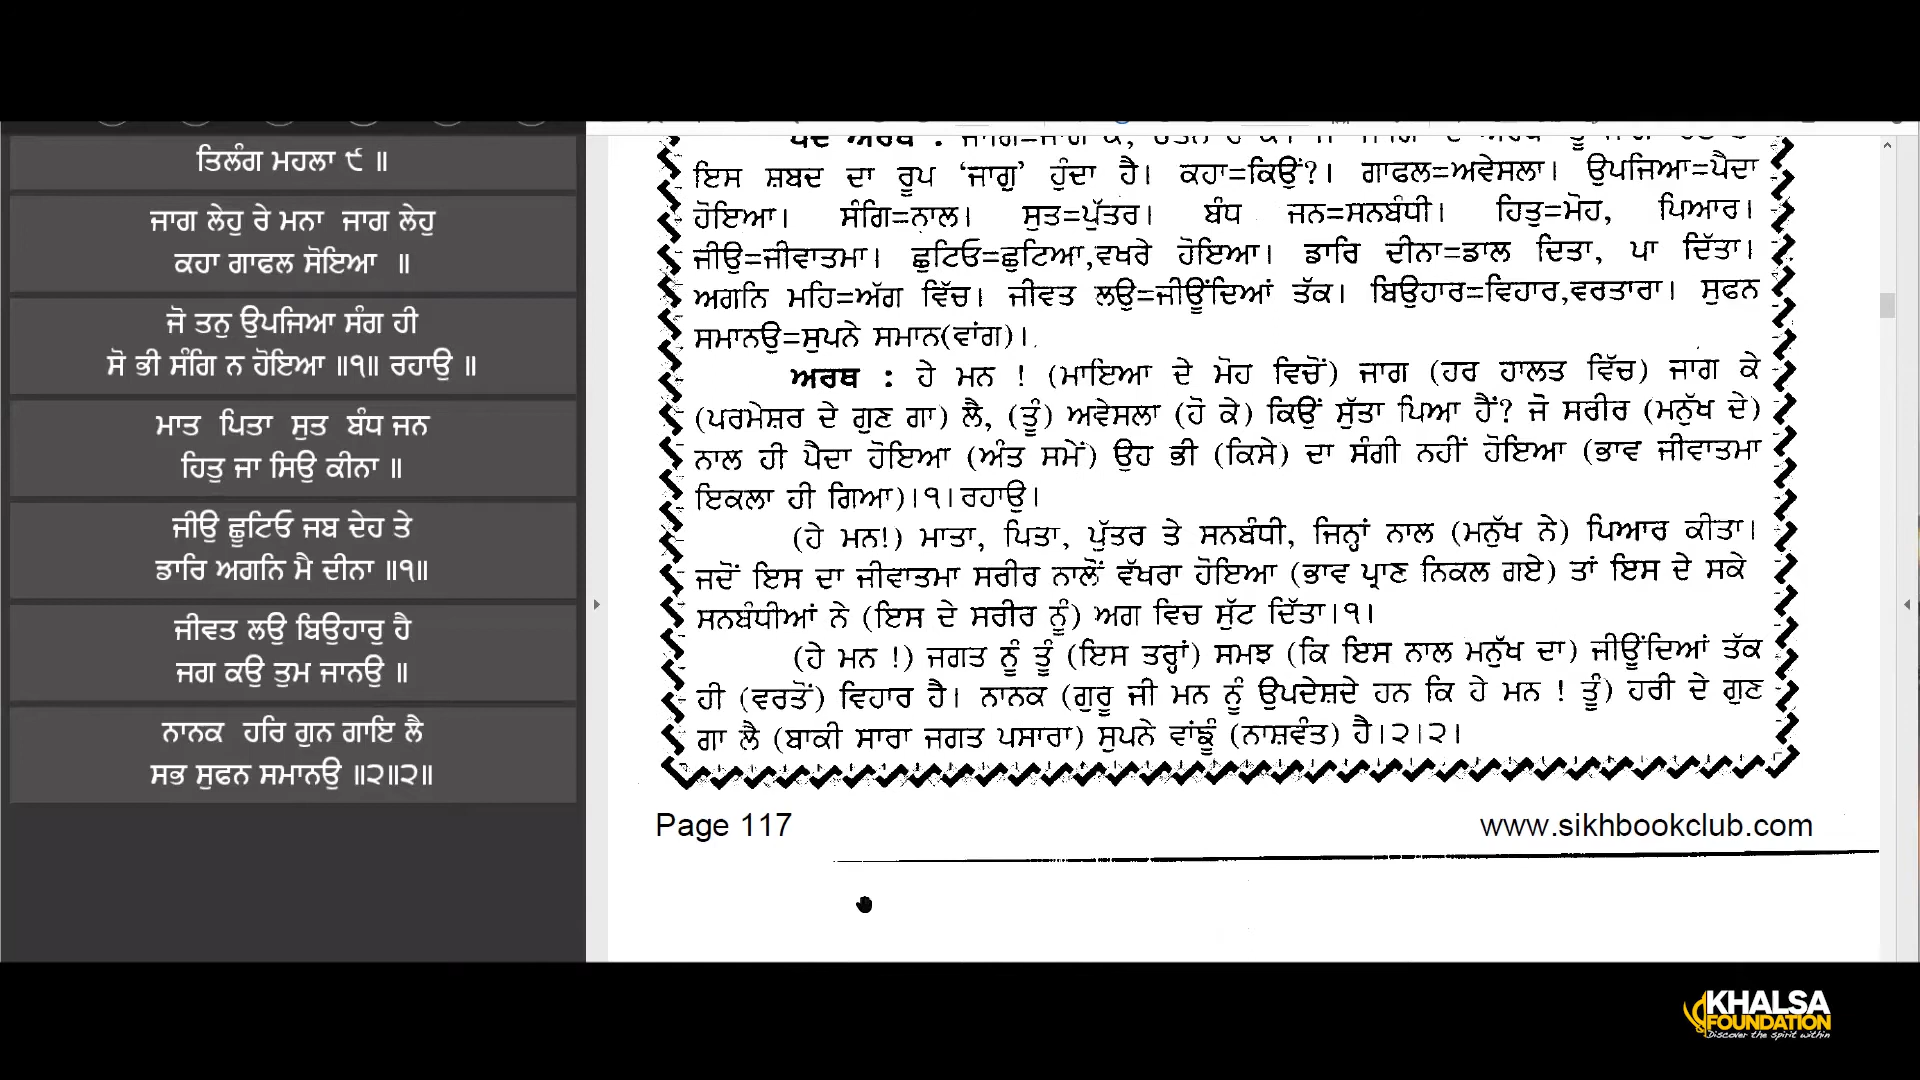 ਤਿਲੰਗ ਮਹਲਾ ੯ ॥
ਜਾਗ ਲੇਹੁ ਰੇ ਮਨਾ ਜਾਗ ਲੇਹੁ
ਕਹਾ ਗਾਫਲ ਸੋਇਆ ॥
ਜੋ ਤਨੁ ਉਪਜਿਆ ਸੰਗ ਹੀ
ਸੋ ਭੀ ਸੰਗਿ ਨ ਹੋਇਆ ॥੧॥ ਰਹਾਉ ॥
ਮਾਤ ਪਿਤਾ ਸੁਤ ਬੰਧ ਜਨ
ਹਿਤੁ ਜਾ ਸਿਉ ਕੀਨਾ ॥
ਜੀਉ ਛੂਟਿਓ ਜਬ ਦੇਹ ਤੇ
ਡਾਰਿ ਅਗਨਿ ਮੈ ਦੀਨਾ ॥੧॥
ਜੀਵਤ ਲਉ ਬਿਉਹਾਰੁ ਹੈ
ਜਗ ਕਉ ਤੁਮ ਜਾਨਉ ॥
ਨਾਨਕ ਹਰਿ ਗੁਨ ਗਾਇ ਲੈ
ਸਭ ਸੁਫਨ ਸਮਾਨਉ ॥੨॥੨॥
ਪਦ ਅਰਥ :
ਇਸ ਸ਼ਬਦ ਦਾ ਰੂਪ ‘ਜਾਗੁ’ ਹੁੰਦਾ ਹੈ। ਕਹਾ=ਕਿਉਂ?। ਗਾਫਲ=ਅਵੇਸਲਾ। ਉਪਜਿਆ=ਪੈਦਾ
ਹੋਇਆ। ਸੰਗਿ=ਨਾਲ। ਸੁਤ=ਪੁੱਤਰ। ਬੰਧ ਜਨ=ਸਨਬੰਧੀ। ਹਿਤੁ=ਮੋਹ, ਪਿਆਰ।
ਜੀਉ=ਜੀਵਾਤਮਾ। ਛੁਟਿਓ=ਛੁਟਿਆ,ਵਖਰੇ ਹੋਇਆ। ਡਾਰਿ ਦੀਨਾ=ਡਾਲ ਦਿਤਾ, ਪਾ ਦਿੱਤਾ।
ਅਗਨਿ ਮਹਿ=ਅੱਗ ਵਿੱਚ। ਜੀਵਤ ਲਉ=ਜੀਊਂਦਿਆਂ ਤੱਕ। ਬਿਉਹਾਰ=ਵਿਹਾਰ,ਵਰਤਾਰਾ। ਸੁਫਨ
ਸਮਾਨਉ=ਸੁਪਨੇ ਸਮਾਨ(ਵਾਂਗ)।
ਅਰਥ : ਹੇ ਮਨ ! (ਮਾਇਆ ਦੇ ਮੋਹ ਵਿਚੋਂ) ਜਾਗ (ਹਰ ਹਾਲਤ ਵਿੱਚ) ਜਾਗ ਕੇ
(ਪਰਮੇਸ਼ਰ ਦੇ ਗੁਣ ਗਾ) ਲੈ, (ਤੂੰ) ਅਵੇਸਲਾ (ਹੋ ਕੇ) ਕਿਉਂ ਸੁੱਤਾ ਪਿਆ ਹੈਂ? ਜੋ ਸਰੀਰ (ਮਨੁੱਖ ਦੇ)
ਨਾਲ ਹੀ ਪੈਦਾ ਹੋਇਆ (ਅੰਤ ਸਮੇਂ) ਉਹ ਭੀ (ਕਿਸੇ) ਦਾ ਸੰਗੀ ਨਹੀਂ ਹੋਇਆ (ਭਾਵ ਜੀਵਾਤਮਾ
ਇਕਲਾ ਹੀ ਗਿਆ)।੧।ਰਹਾਉ।
(ਹੇ ਮਨ!) ਮਾਤਾ, ਪਿਤਾ, ਪੁੱਤਰ ਤੇ ਸਨਬੰਧੀ, ਜਿਨ੍ਹਾਂ ਨਾਲ (ਮਨੁੱਖ ਨੇ) ਪਿਆਰ ਕੀਤਾ।
ਜਦੋਂ ਇਸ ਦਾ ਜੀਵਾਤਮਾ ਸਰੀਰ ਨਾਲੋਂ ਵੱਖਰਾ ਹੋਇਆ (ਭਾਵ ਪ੍ਰਾਣ ਨਿਕਲ ਗਏ) ਤਾਂ ਇਸ ਦੇ ਸਕੇ
ਸਨਬੰਧੀਆਂ ਨੇ (ਇਸ ਦੇ ਸਰੀਰ ਨੂੰ) ਅਗ ਵਿਚ ਸੁੱਟ ਦਿੱਤਾ।੧।
(ਹੇ ਮਨ !) ਜਗਤ ਨੂੰ ਤੂੰ (ਇਸ ਤਰ੍ਹਾਂ) ਸਮਝ (ਕਿ ਇਸ ਨਾਲ ਮਨੁੱਖ ਦਾ) ਜੀਊਂਦਿਆਂ ਤੱਕ
ਹੀ (ਵਰਤੋਂ) ਵਿਹਾਰ ਹੈ। ਨਾਨਕ (ਗੁਰੂ ਜੀ ਮਨ ਨੂੰ ਉਪਦੇਸ਼ਦੇ ਹਨ ਕਿ ਹੇ ਮਨ ! ਤੂੰ) ਹਰੀ ਦੇ ਗੁਣ
ਗਾ ਲੈ (ਬਾਕੀ ਸਾਰਾ ਜਗਤ ਪਸਾਰਾ) ਸੁਪਨੇ ਵਾਂਙੂੰ (ਨਾਸ਼ਵੰਤ) ਹੈ।੨।੨।
Page 117
www.sikhbookclub.com
KHALSA
FOUNDATION
Discover the spirit within